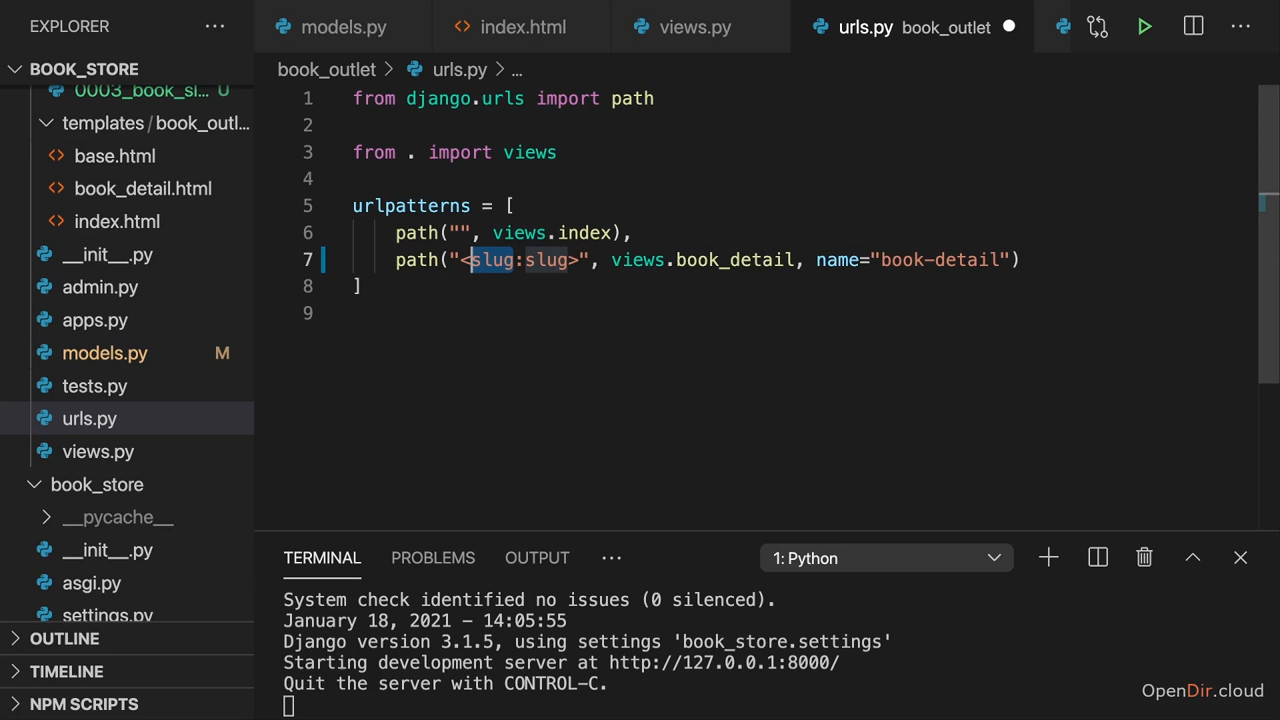 EXPLORER
models.py
index.html
views.py
urls.py book_outlet
BOOK_STORE
book_outlet > urls.py > ...
0003_book_sl... U
templates/book_outl...
base.html
book_detail.html
index.html
__init__.py
admin.py
apps.py
models.py M
tests.py
urls.py
views.py
book_store
__pycache__
__init__.py
asgi.py
settings.py
OUTLINE
TIMELINE
NPM SCRIPTS
1 from django.urls import path
2
3 from . import views
4
5 urlpatterns = [
6 path("", views.index),
7 path("<slug:slug>", views.book_detail, name="book-detail")
8 ]
9
TERMINAL PROBLEMS OUTPUT ... 1: Python
System check identified no issues (0 silenced).
January 18, 2021 - 14:05:55
Django version 3.1.5, using settings 'book_store.settings'
Starting development server at http://127.0.0.1:8000/
Quit the server with CONTROL-C.
OpenDir.cloud